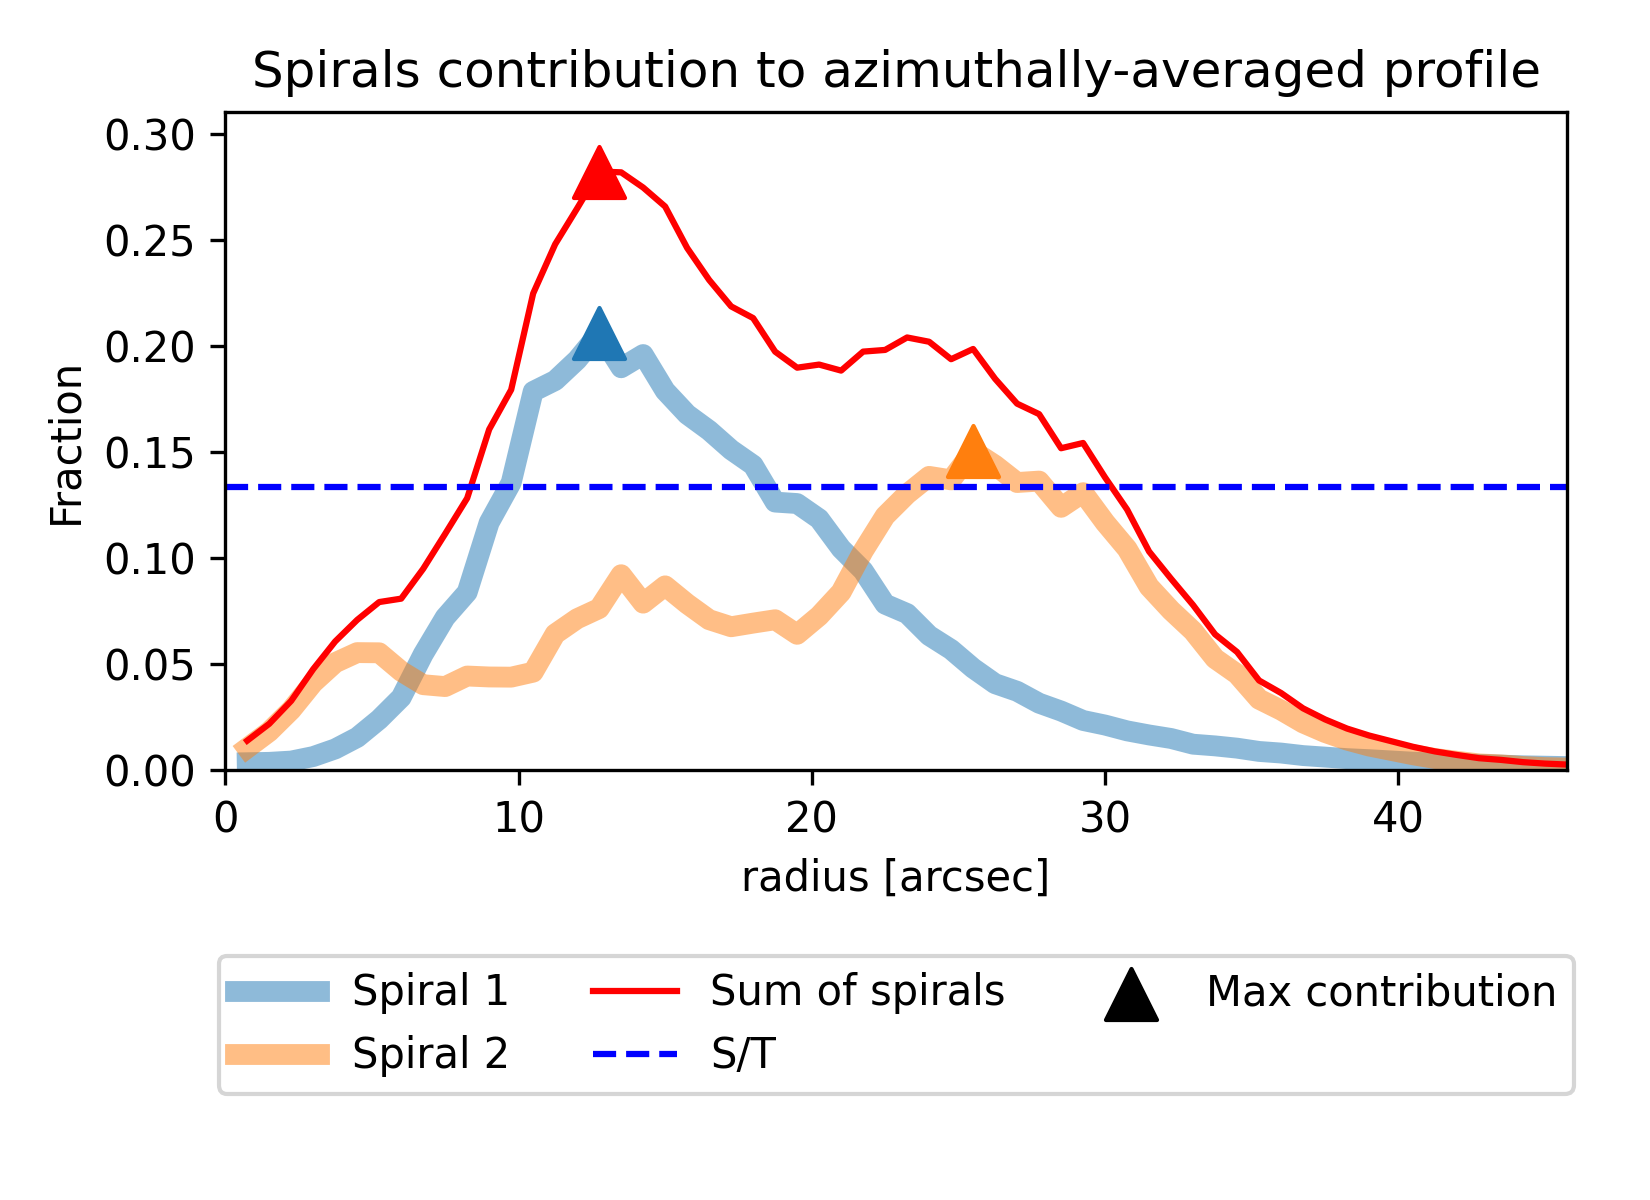 Spirals contribution to azimuthally-averaged profile
0.30
0.25
0.20
0.15
0.10
0.05
0.00
Fraction
0 10 20 30 40
radius [arcsec]
Spiral 1 Sum of spirals Max contribution
Spiral 2 S/T